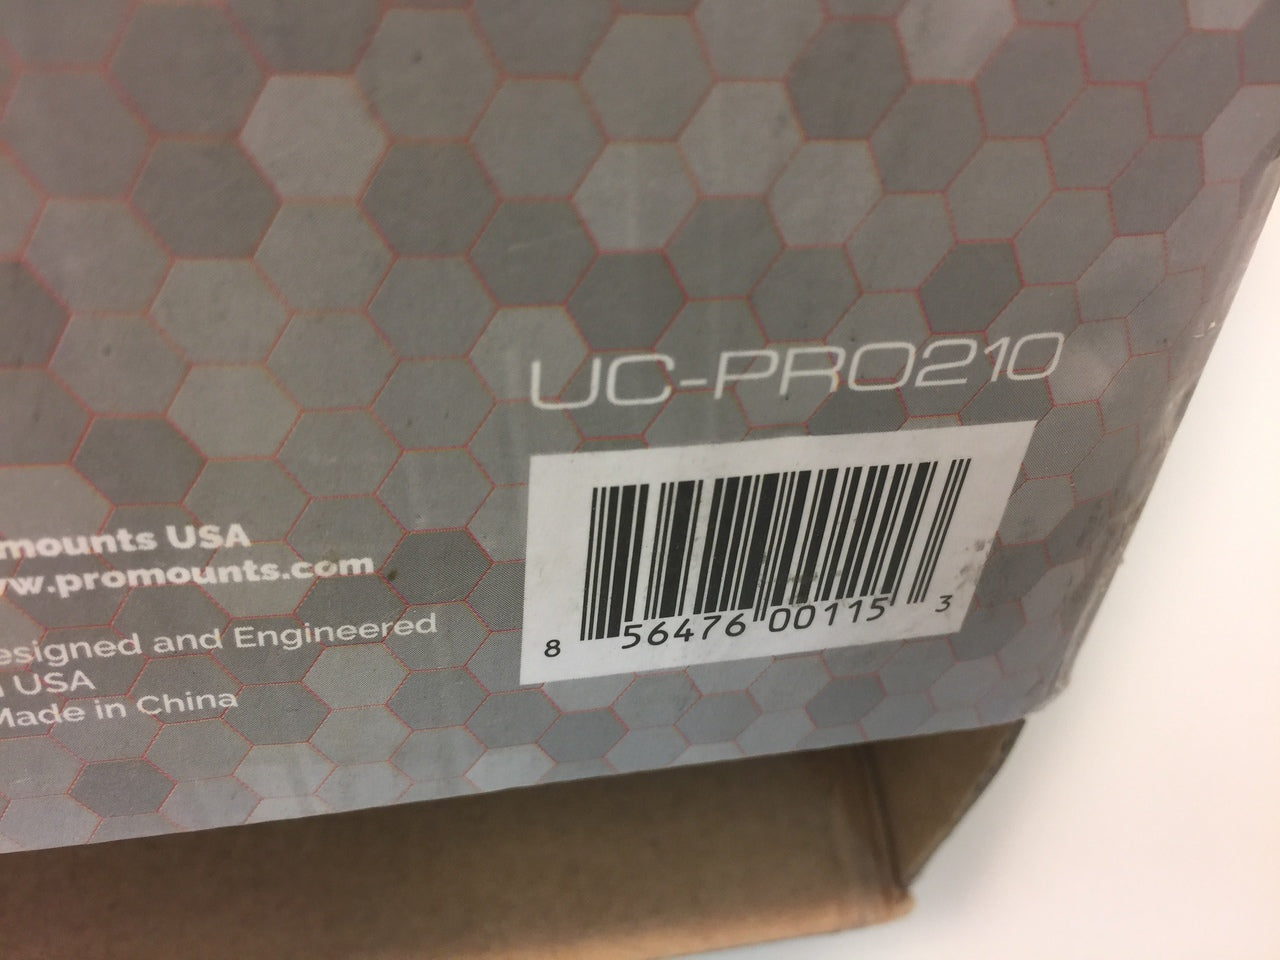 UC-PRO210
8 56476 00115 3
mounts USA
w.promounts.com
esigned and Engineered
USA
Made in China